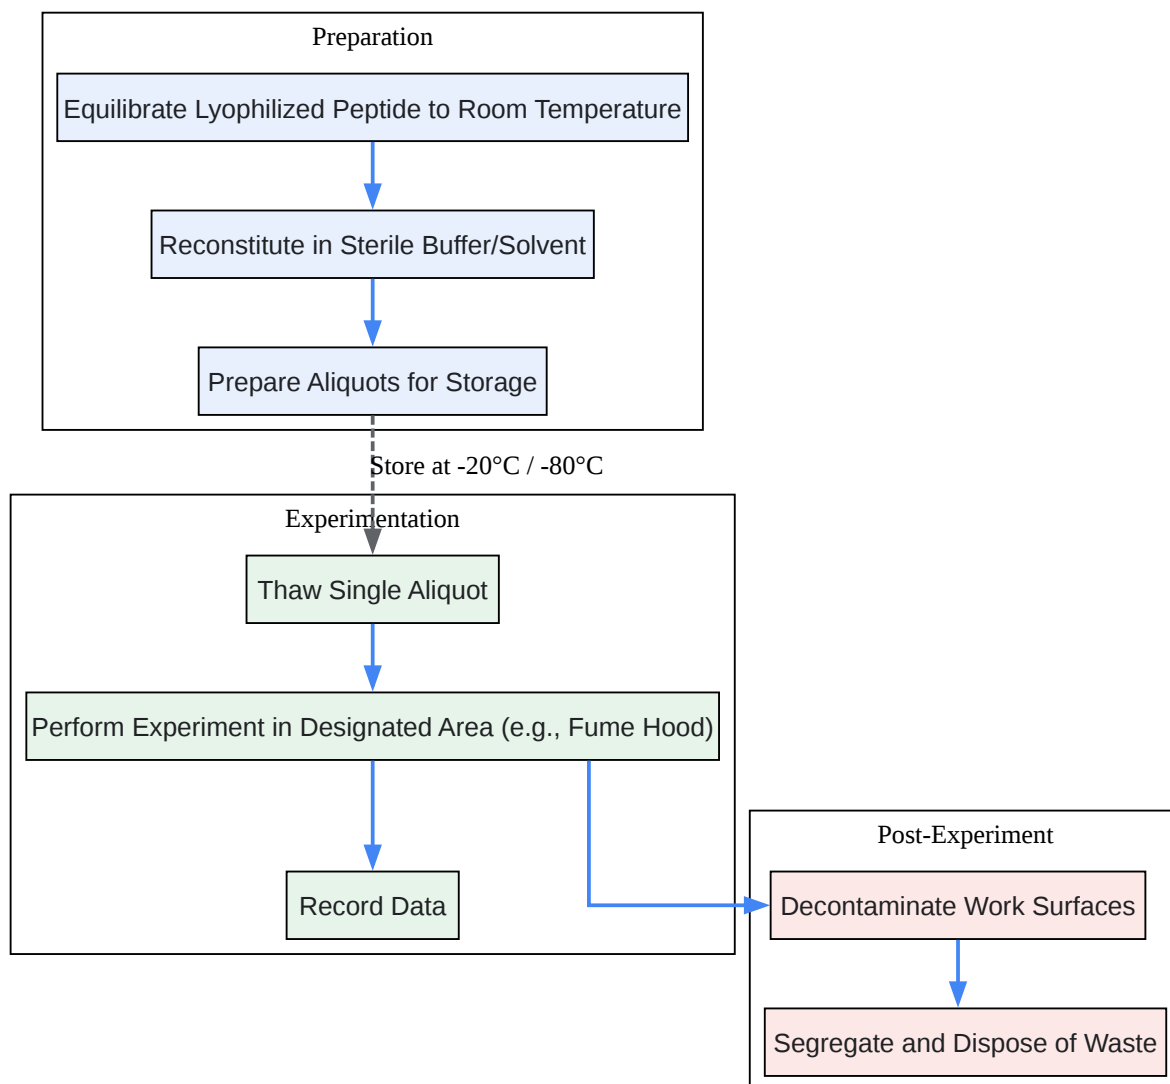 Preparation
Equilibrate Lyophilized Peptide to Room Temperature
Reconstitute in Sterile Buffer/Solvent
Prepare Aliquots for Storage
Store at -20°C / -80°C
Experimentation
Thaw Single Aliquot
Perform Experiment in Designated Area (e.g., Fume Hood)
Record Data
Post-Experiment
Decontaminate Work Surfaces
Segregate and Dispose of Waste